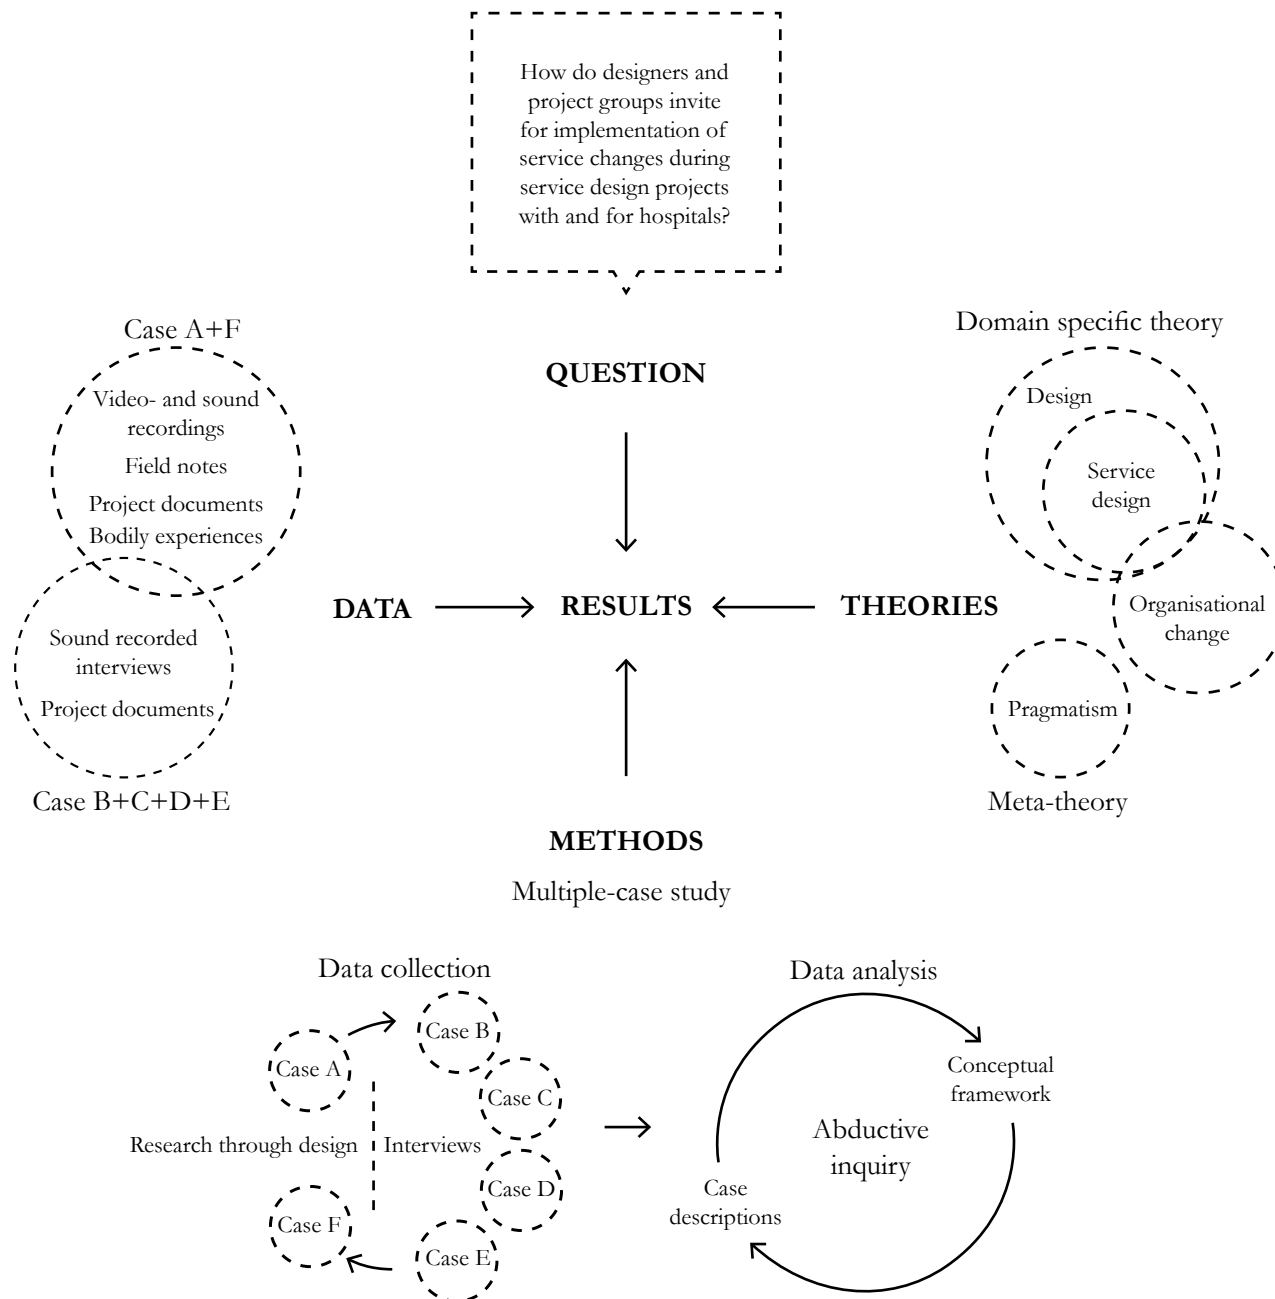 How do designers and
project groups invite
for implementation of
service changes during
service design projects
with and for hospitals?
QUESTION
Case A+F
Video- and sound
recordings
Field notes
Project documents
Bodily experiences
Sound recorded
interviews
Project documents
Case B+C+D+E
DATA
RESULTS
THEORIES
Domain specific theory
Design
Service
design
Organisational
change
Pragmatism
Meta-theory
METHODS
Multiple-case study
Data collection
Case A
Case B
Case C
Research through design
Interviews
Case D
Case E
Case F
Data analysis
Conceptual
framework
Abductive
inquiry
Case
descriptions